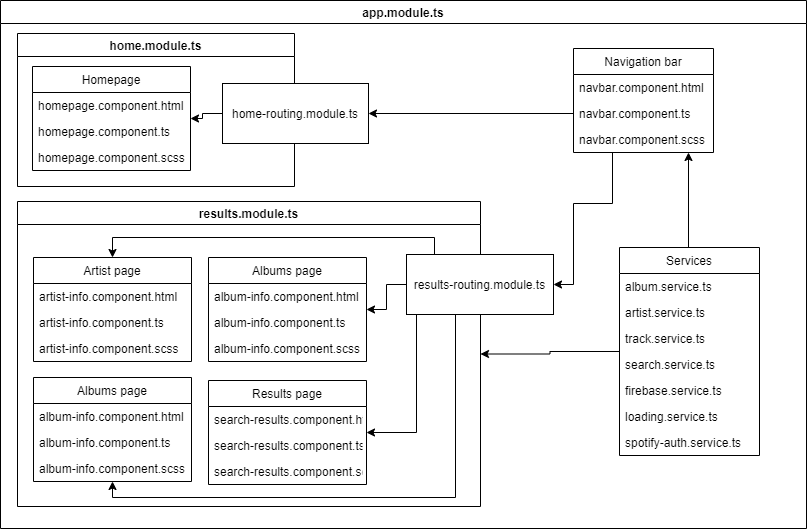 app.module.ts
home.module.ts
Homepage
homepage.component.html
homepage.component.ts
homepage.component.scss
home-routing.module.ts
Navigation bar
navbar.component.html
navbar.component.ts
navbar.component.scss
results.module.ts
Artist page
artist-info.component.html
artist-info.component.ts
artist-info.component.scss
Albums page
album-info.component.html
album-info.component.ts
album-info.component.scss
results-routing.module.ts
Albums page
album-info.component.html
album-info.component.ts
album-info.component.scss
Results page
search-results.component.h
search-results.component.ts
search-results.component.s
Services
album.service.ts
artist.service.ts
track.service.ts
search.service.ts
firebase.service.ts
loading.service.ts
spotify-auth.service.ts